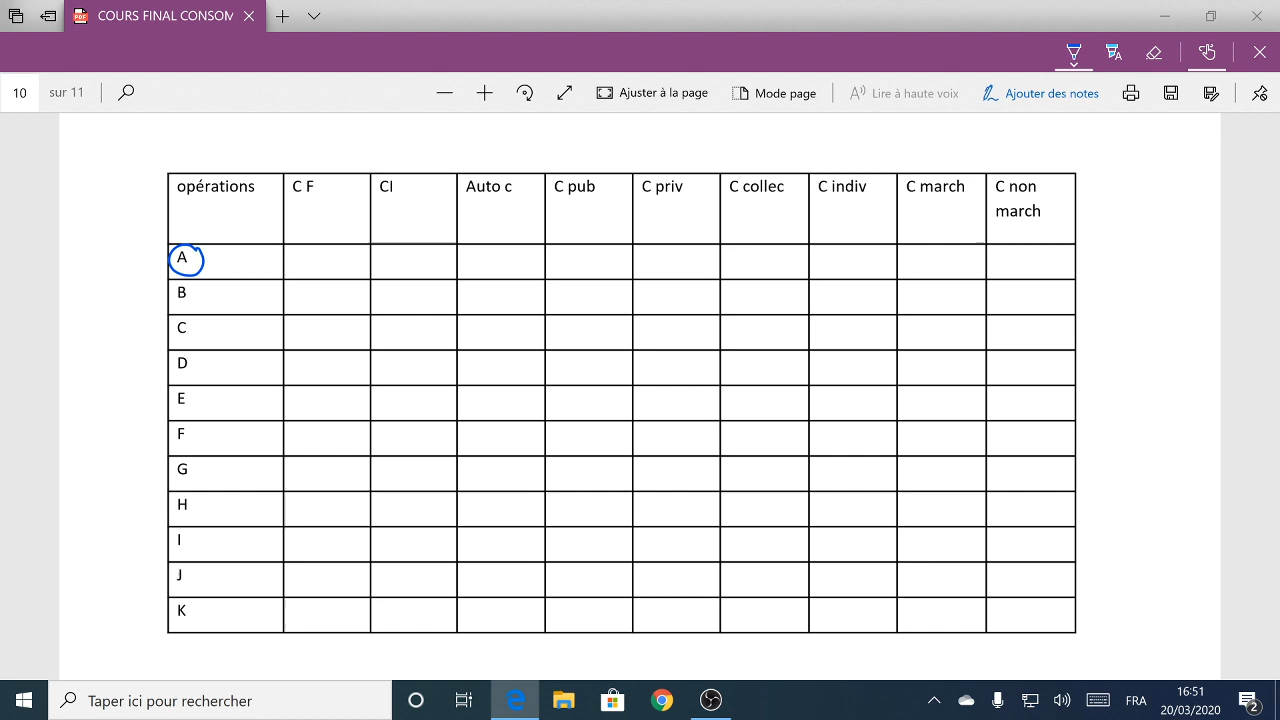 COURS FINAL CONSOM
10 sur 11
Ajuster à la page
Mode page
Lire à haute voix
Ajouter des notes
opérations C F CI Auto c C pub C priv C collec C indiv C march C non march
A
B
C
D
E
F
G
H
I
J
K
Taper ici pour rechercher
FRA
16:51
20/03/2020
2